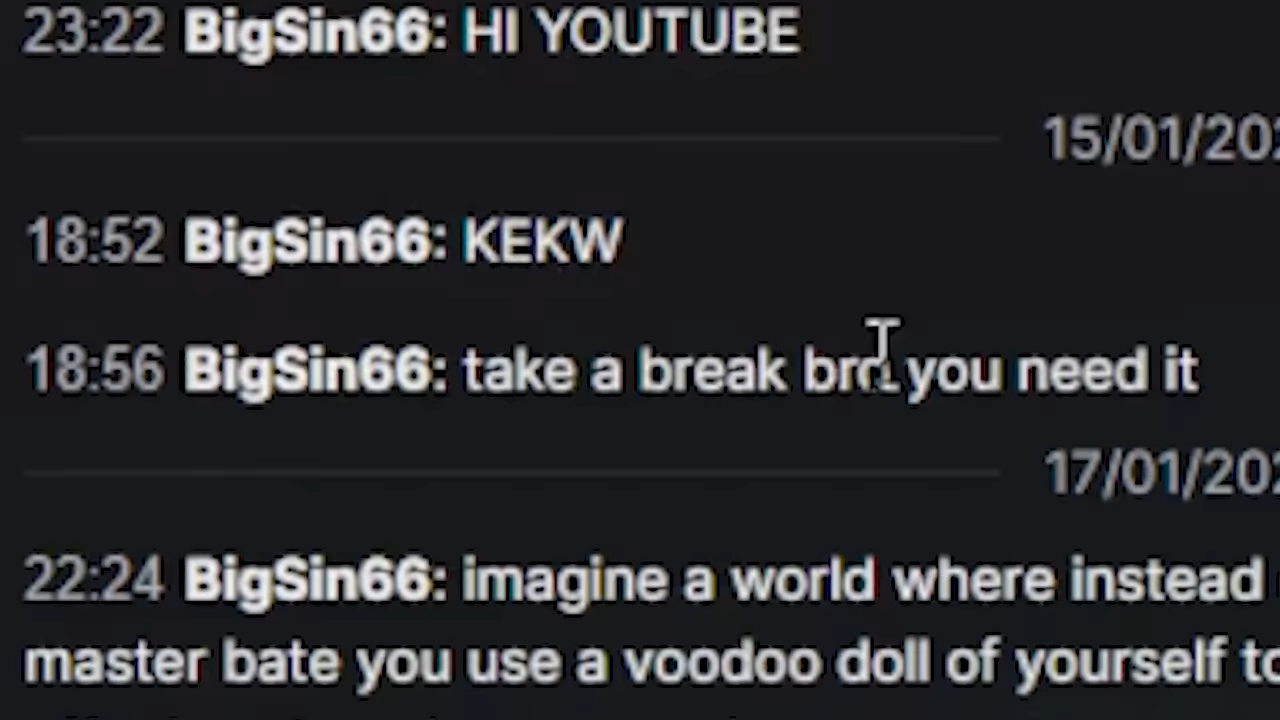 23:22 BigSin66: HI YOUTUBE
15/01/202
18:52 BigSin66: KEKW
18:56 BigSin66: take a break bro you need it
17/01/202
22:24 BigSin66: imagine a world where instead
master bate you use a voodoo doll of yourself to